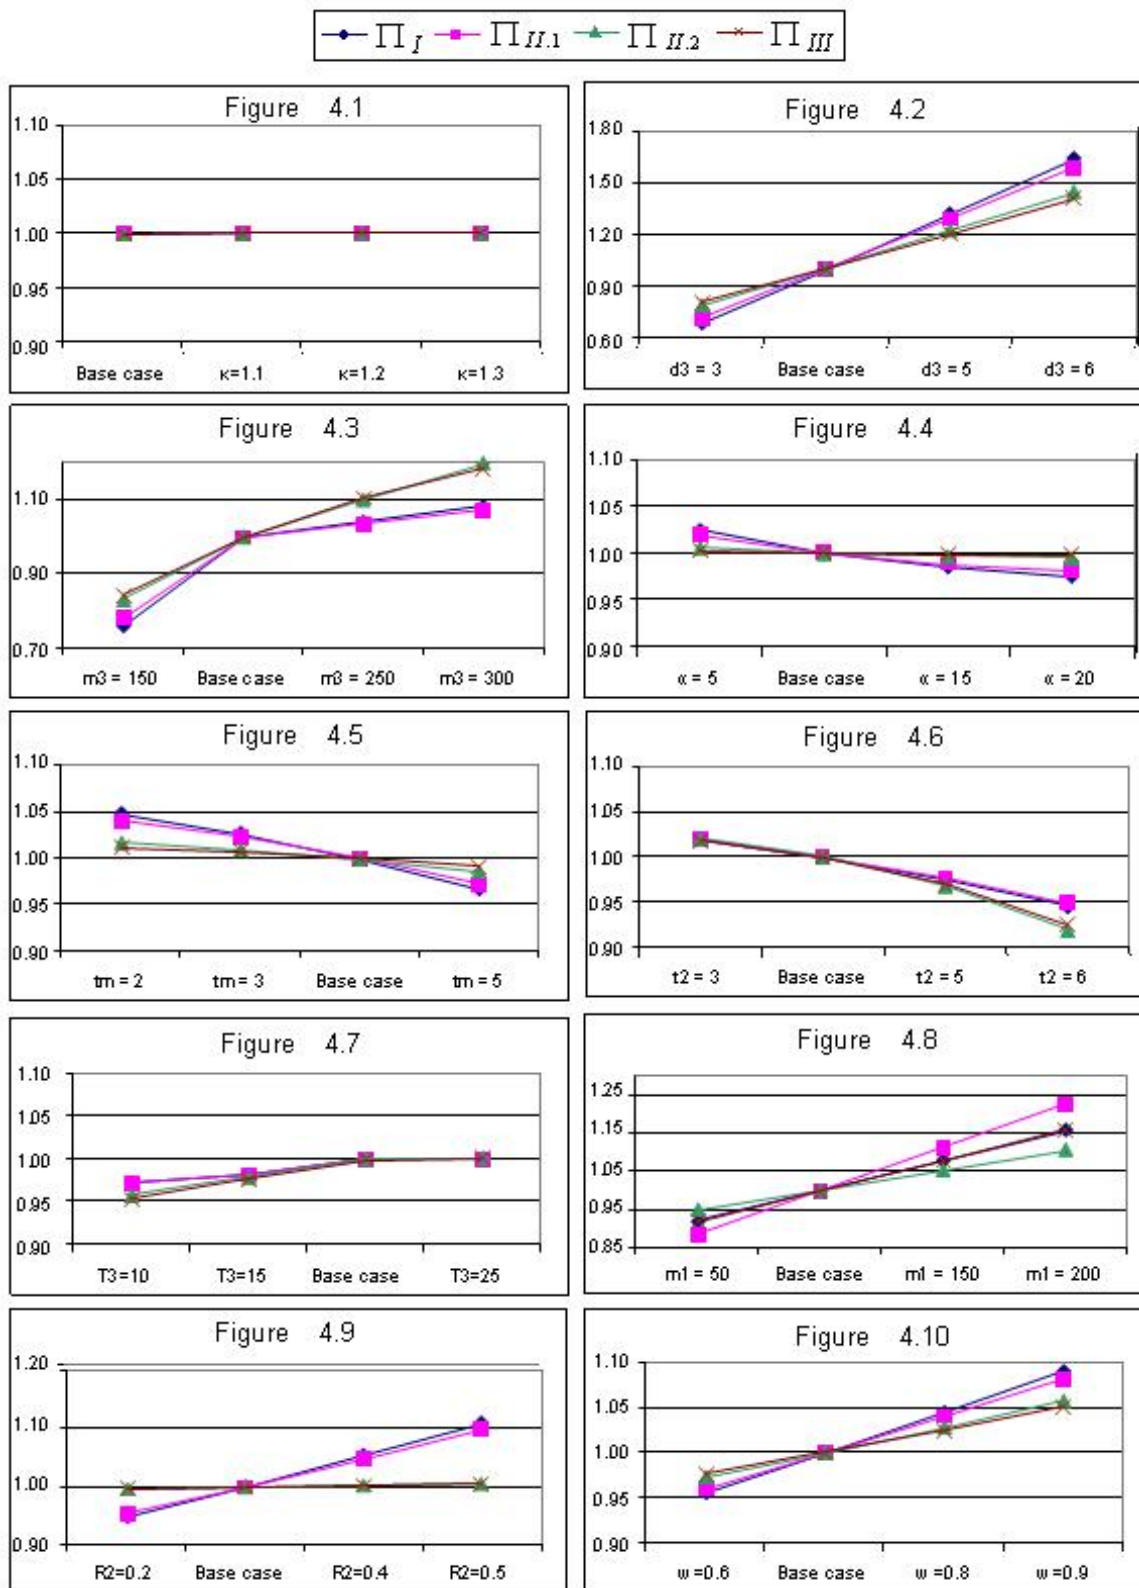 ∏ I ∏ II.1 ∏ II.2 ∏ III
Figure 4.1
1.10
1.05
1.00
0.95
0.90
Base case κ=1.1 κ=1.2 κ=1.3
Figure 4.2
1.80
1.50
1.20
0.90
0.60
d3 = 3 Base case d3 = 5 d3 = 6
Figure 4.3
1.10
0.90
0.70
m3 = 150 Base case m3 = 250 m3 = 300
Figure 4.4
1.10
1.05
1.00
0.95
0.90
α = 5 Base case α = 15 α = 20
Figure 4.5
1.10
1.05
1.00
0.95
0.90
tm = 2 tm = 3 Base case tm = 5
Figure 4.6
1.10
1.05
1.00
0.95
0.90
t2 = 3 Base case t2 = 5 t2 = 6
Figure 4.7
1.10
1.05
1.00
0.95
0.90
T3=10 T3=15 Base case T3=25
Figure 4.8
1.25
1.15
1.05
0.95
0.85
m1 = 50 Base case m1 = 150 m1 = 200
Figure 4.9
1.20
1.10
1.00
0.90
R2=0.2 Base case R2=0.4 R2=0.5
Figure 4.10
1.10
1.05
1.00
0.95
0.90
w=0.6 Base case w=0.8 w=0.9